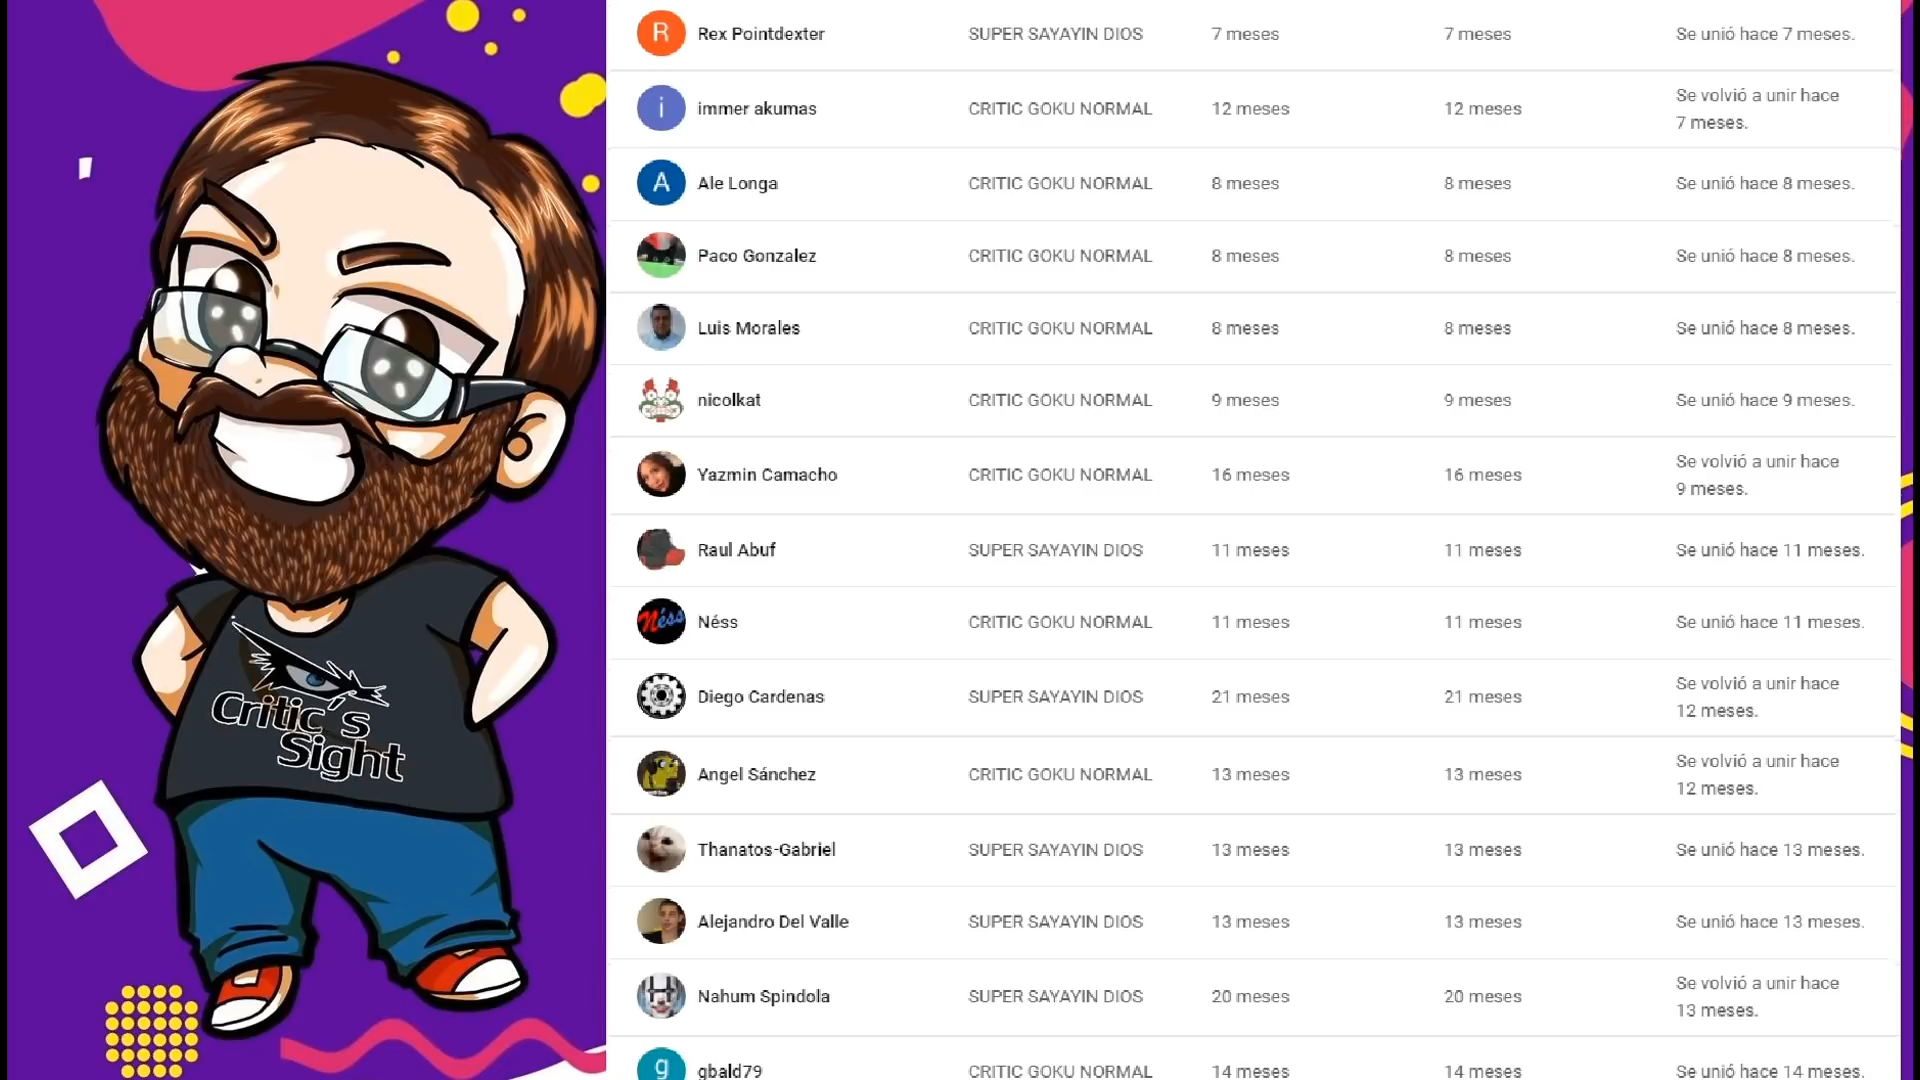 R Rex Pointdexter SUPER SAYAYIN DIOS 7 meses 7 meses Se unió hace 7 meses.
i immer akumas CRITIC GOKU NORMAL 12 meses 12 meses Se volvió a unir hace
7 meses.
A Ale Longa CRITIC GOKU NORMAL 8 meses 8 meses Se unió hace 8 meses.
Paco Gonzalez CRITIC GOKU NORMAL 8 meses 8 meses Se unió hace 8 meses.
Luis Morales CRITIC GOKU NORMAL 8 meses 8 meses Se unió hace 8 meses.
nicolkat CRITIC GOKU NORMAL 9 meses 9 meses Se unió hace 9 meses.
Yazmin Camacho CRITIC GOKU NORMAL 16 meses 16 meses Se volvió a unir hace
9 meses.
Raul Abuf SUPER SAYAYIN DIOS 11 meses 11 meses Se unió hace 11 meses.
Néss Néss CRITIC GOKU NORMAL 11 meses 11 meses Se unió hace 11 meses.
Diego Cardenas SUPER SAYAYIN DIOS 21 meses 21 meses Se volvió a unir hace
12 meses.
Angel Sánchez CRITIC GOKU NORMAL 13 meses 13 meses Se volvió a unir hace
12 meses.
Thanatos-Gabriel SUPER SAYAYIN DIOS 13 meses 13 meses Se unió hace 13 meses.
Alejandro Del Valle SUPER SAYAYIN DIOS 13 meses 13 meses Se unió hace 13 meses.
Nahum Spindola SUPER SAYAYIN DIOS 20 meses 20 meses Se volvió a unir hace
13 meses.
g gbald79 CRITIC GOKU NORMAL 14 meses 14 meses Se unió hace 14 meses.
Critic´s
Sight